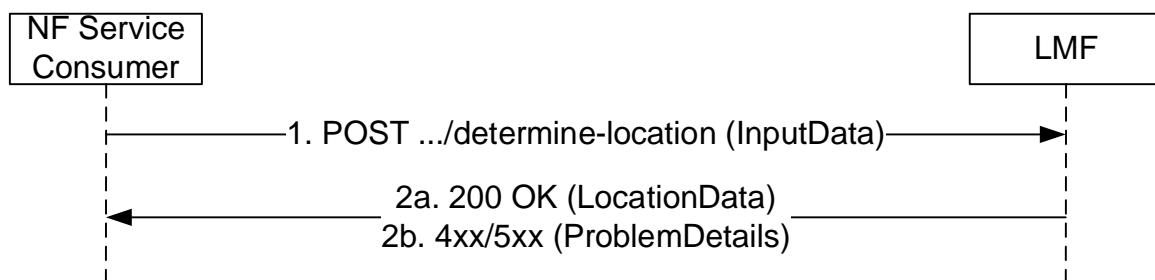 NF Service
Consumer
LMF
1. POST .../determine-location (InputData)
2a. 200 OK (LocationData)
2b. 4xx/5xx (ProblemDetails)